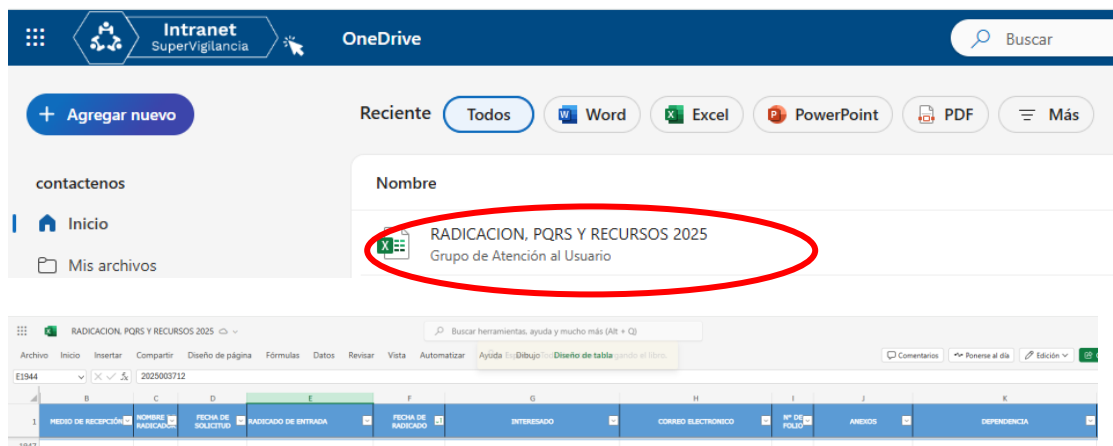 Intranet
SuperVigilancia
OneDrive
Buscar
+ Agregar nuevo
Reciente Todos Word Excel PowerPoint PDF Más
contactenos
Nombre
Inicio
RADICACION, PQRS Y RECURSOS 2025
Grupo de Atención al Usuario
Mis archivos
RADICACION, PQRS Y RECURSOS 2025
Buscar herramientas, ayuda y mucho más (Alt + Q)
Archivo Inicio Insertar Compartir Diseño de página Fórmulas Datos Revisar Vista Automatizar Ayuda Dibujo Diseño de tabla gando el libro.
Comentarios Ponerse al día Edición
E1944 fx 2025003712
B C D E F G H I J K
1 MEDIO DE RECEPCIÓN NOMBRE RADICADOR FECHA DE SOLICITUD RADICADO DE ENTRADA FECHA DE RADICADO INTERESADO CORREO ELECTRONICO N° DE FOLIO ANEXOS DEPENDENCIA